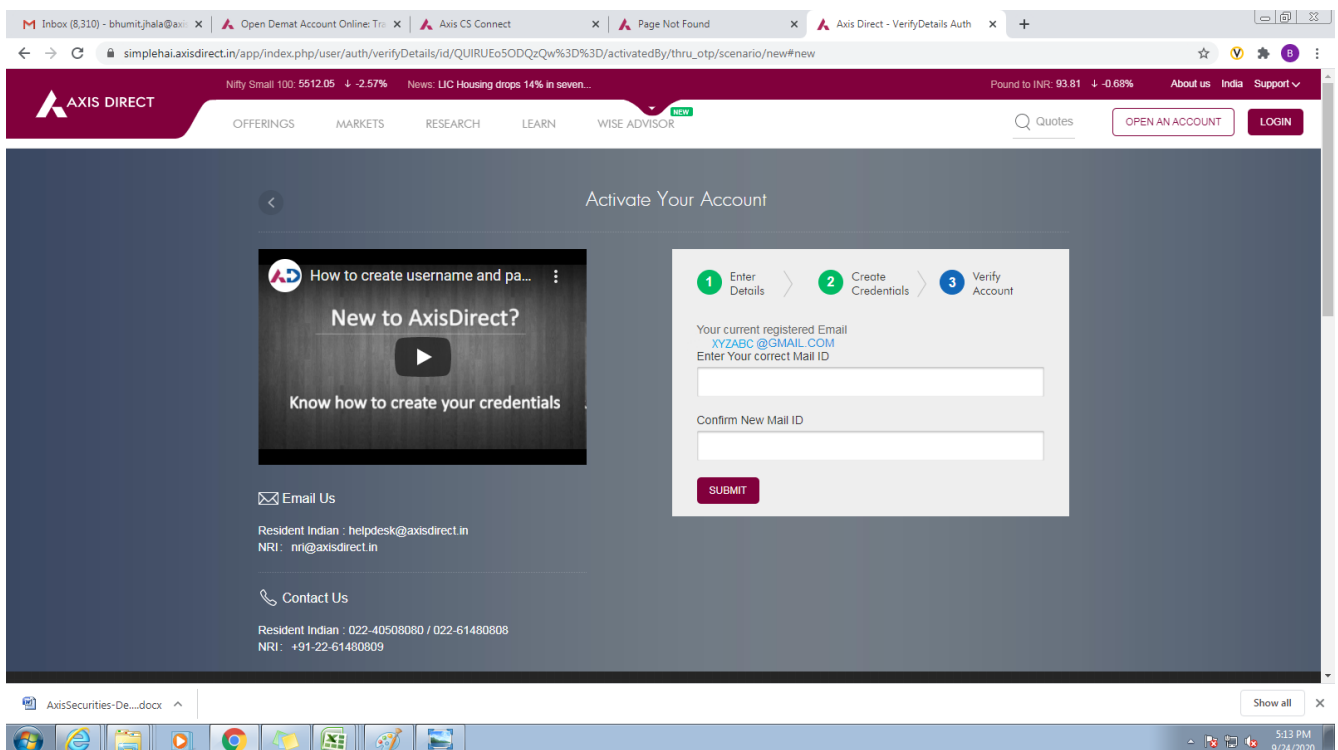 Inbox (8,310) - bhumit.jhala@axi
Open Demat Account Online: Tra
Axis CS Connect
Page Not Found
Axis Direct - VerifyDetails Auth
simplehai.axisdirect.in/app/index.php/user/auth/verifyDetails/id/QUlRUEo5ODQzQw%3D%3D/activatedBy/thru_otp/scenario/new#new
V
B
AXIS DIRECT
Nifty Small 100: 5512.05 ↓ -2.57% News: LIC Housing drops 14% in seven...
Pound to INR: 93.81 ↓ -0.68% About us India Support
NEW
OFFERINGS MARKETS RESEARCH LEARN WISE ADVISOR
Quotes OPEN AN ACCOUNT LOGIN
Activate Your Account
AD How to create username and pa...
New to AxisDirect?
Know how to create your credentials
Email Us
Resident Indian : helpdesk@axisdirect.in
NRI : nri@axisdirect.in
Contact Us
Resident Indian : 022-40508080 / 022-61480808
NRI : +91-22-61480809
1 Enter Details
2 Create Credentials
3 Verify Account
Your current registered Email
XYZABC @GMAIL.COM
Enter Your correct Mail ID
Confirm New Mail ID
SUBMIT
AxisSecurities-De....docx
Show all
5:13 PM
9/24/2020